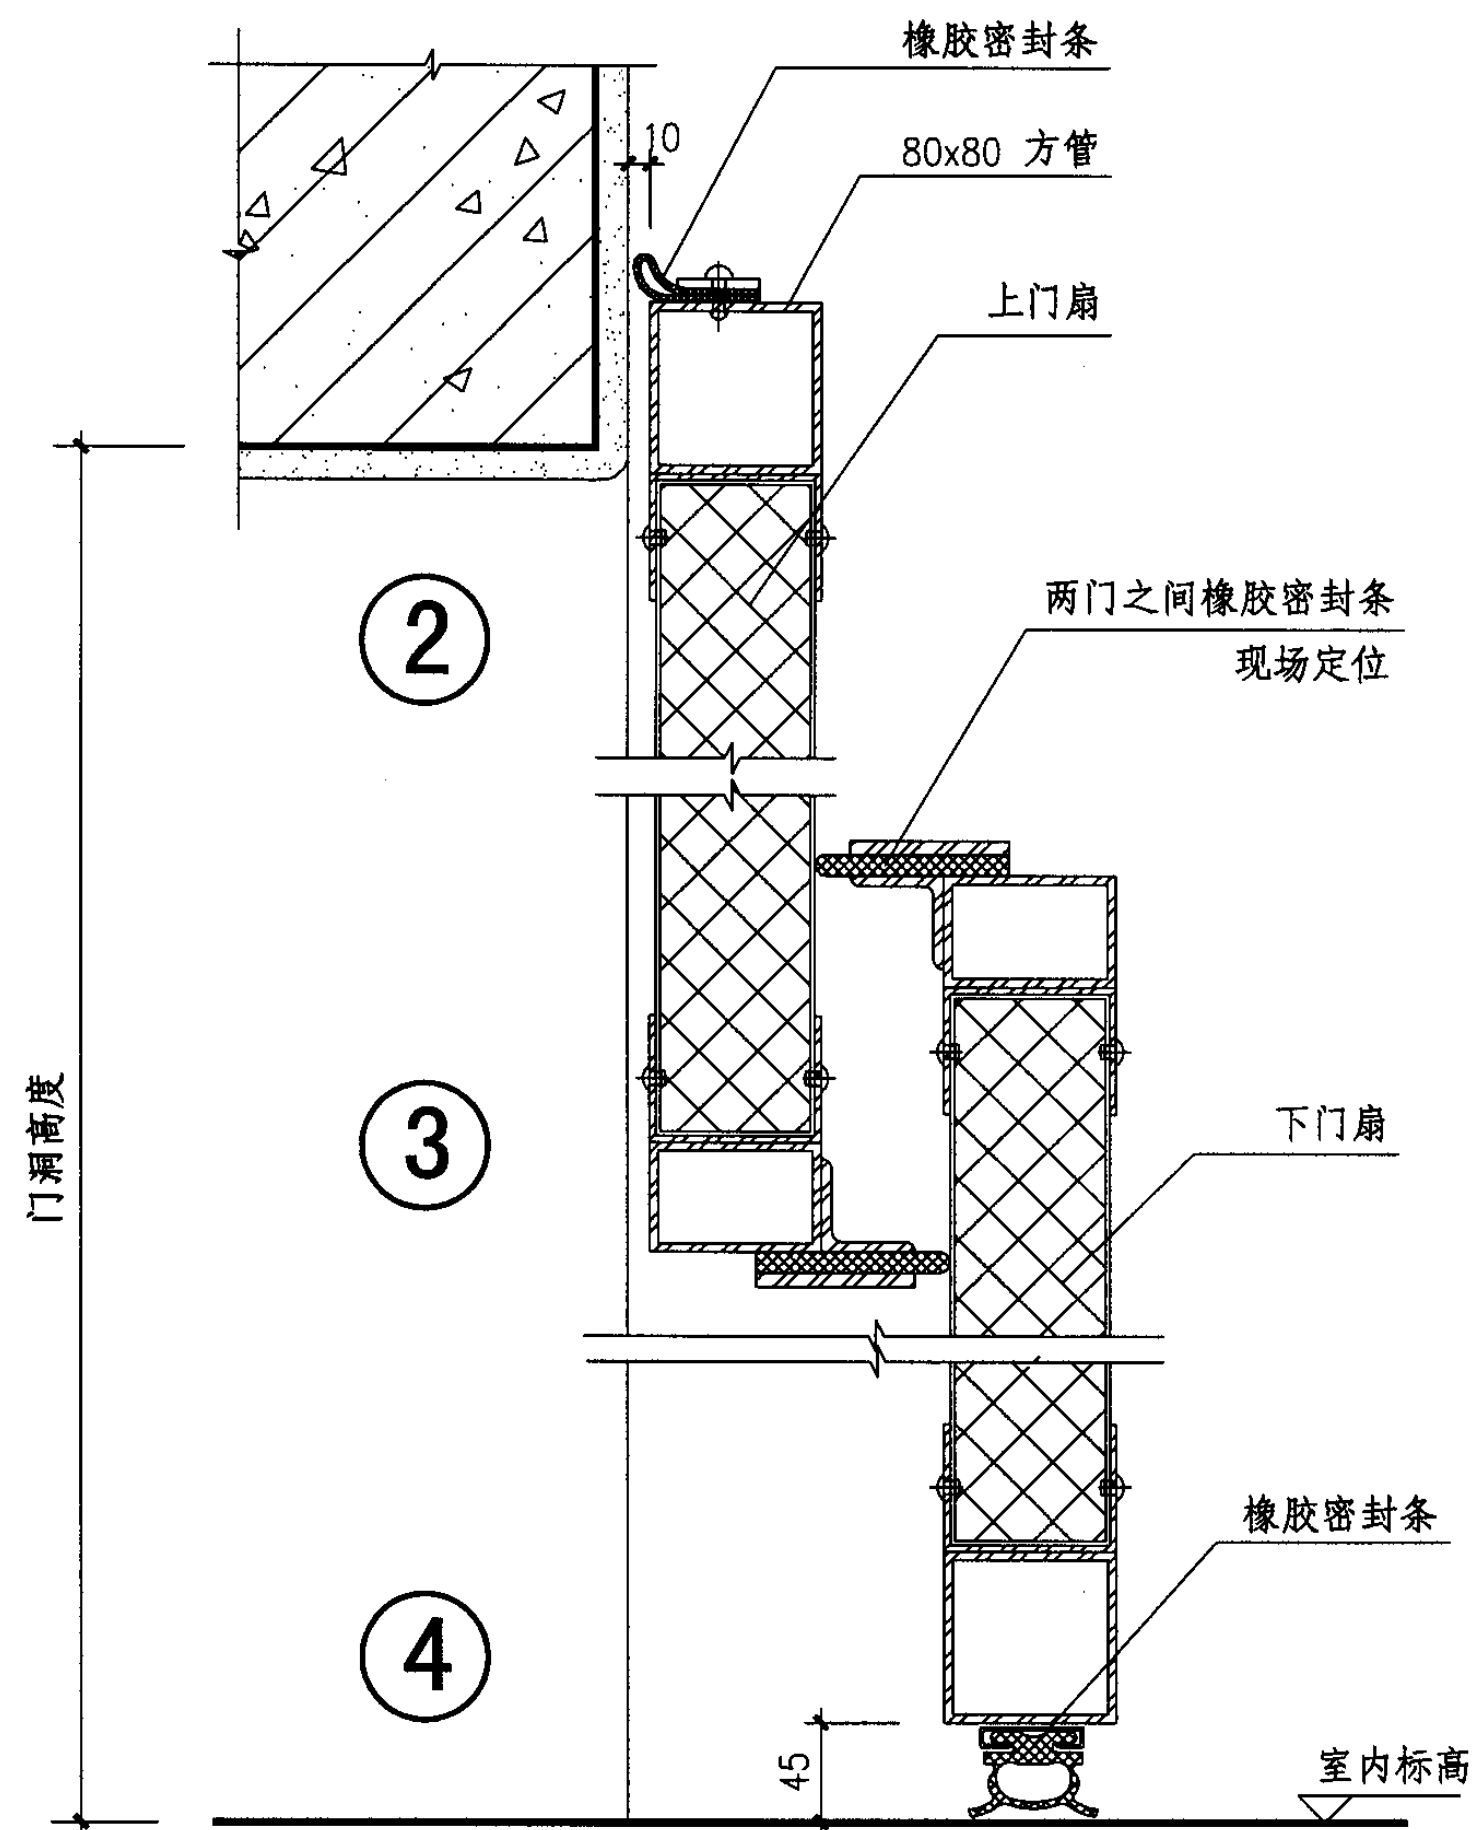 橡胶密封条
10
80x80 方管
上门扇
两门之间橡胶密封条
现场定位
2
门洞高度
3
下门扇
橡胶密封条
4
45
室内标高